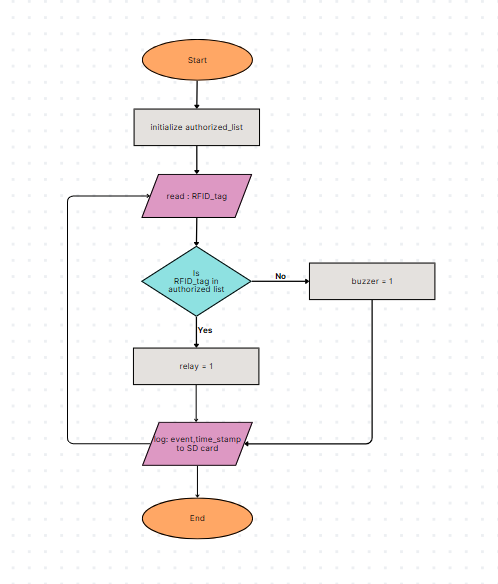 Start
initialize authorized_list
read : RFID_tag
Is
RFID_tag in
authorized list
No
buzzer = 1
Yes
relay = 1
log: event,time_stamp
to SD card
End